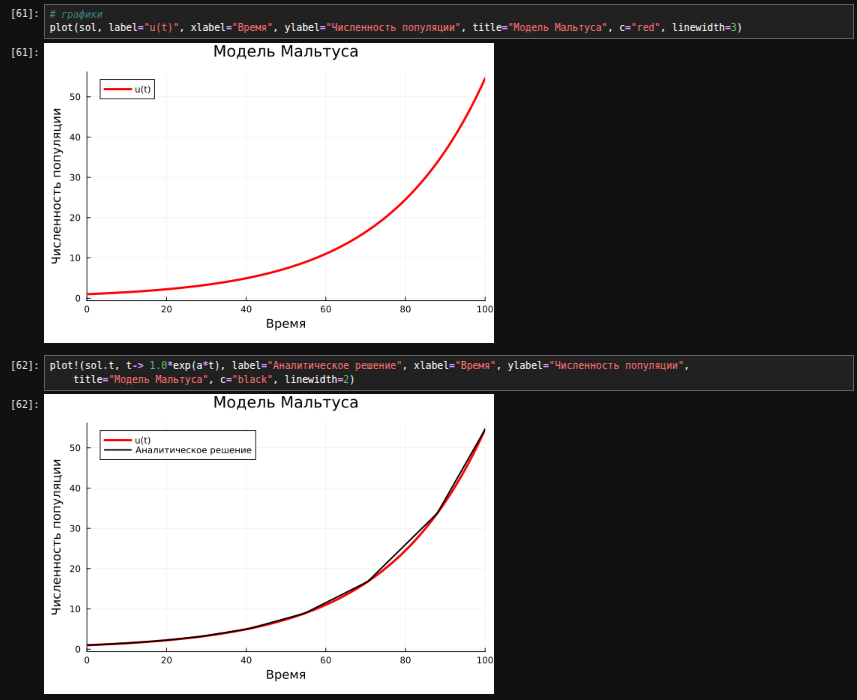 [61]: # графики
plot(sol, label="u(t)", xlabel="Время", ylabel="Численность популяции", title="Модель Мальтуса", c="red", linewidth=3)
[61]:
Модель Мальтуса
u(t)
Численность популяции
50
40
30
20
10
0
0 20 40 60 80 100
Время
[62]: plot!(sol.t, t-> 1.0*exp(a*t), label="Аналитическое решение", xlabel="Время", ylabel="Численность популяции",
title="Модель Мальтуса", c="black", linewidth=2)
[62]:
Модель Мальтуса
u(t)
Аналитическое решение
Численность популяции
50
40
30
20
10
0
0 20 40 60 80 100
Время